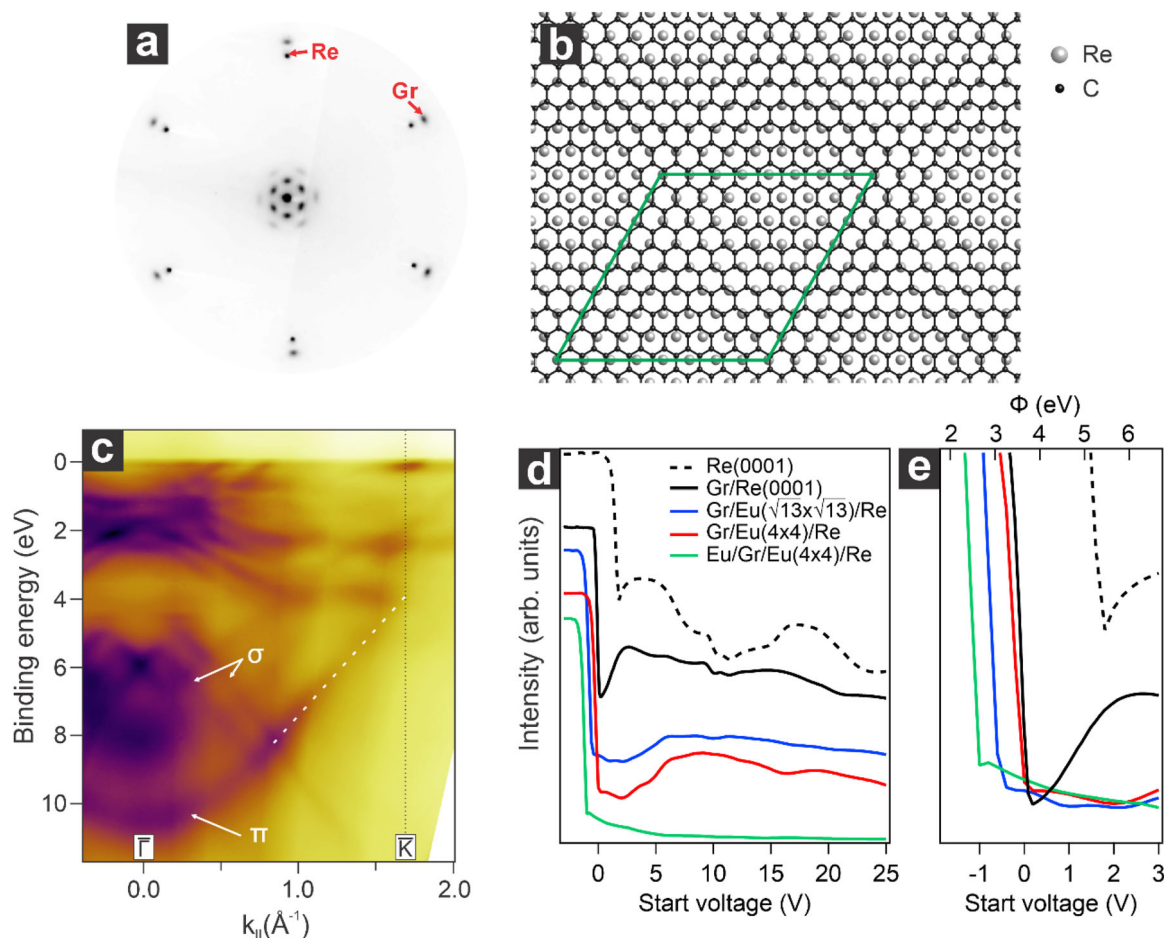 a
Re
Gr
b
Re
C
c
0
2
4
6
8
10
Binding energy (eV)
σ
π
Γ̅
K̅
0.0
1.0
2.0
k||(Å⁻¹)
d
Re(0001)
Gr/Re(0001)
Gr/Eu(√13x√13)/Re
Gr/Eu(4x4)/Re
Eu/Gr/Eu(4x4)/Re
Intensity (arb. units)
0 5 10 15 20 25
Start voltage (V)
Φ (eV)
2 3 4 5 6
e
-1 0 1 2 3
Start voltage (V)